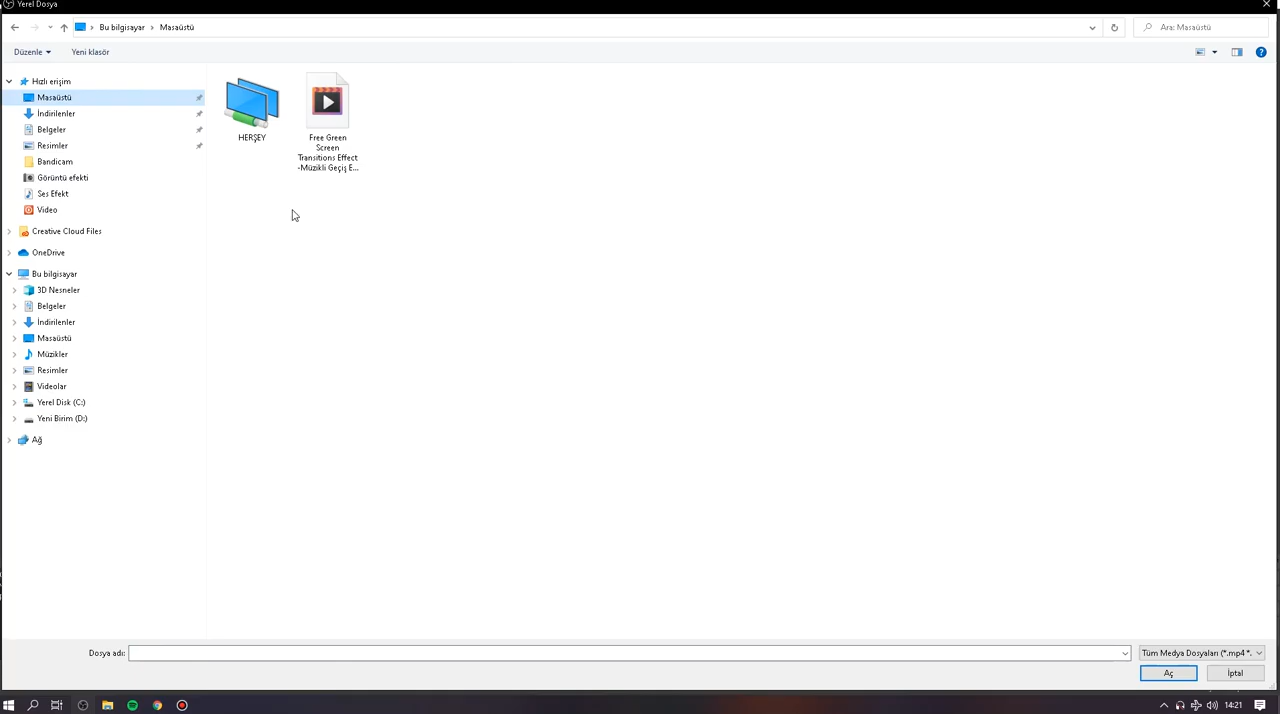 Yerel Dosya
Bu bilgisayar > Masaüstü
Ara: Masaüstü
Düzenle
Yeni klasör
Hızlı erişim
Masaüstü
İndirilenler
Belgeler
Resimler
Bandicam
Görüntü efekti
Ses Efekt
Video
Creative Cloud Files
OneDrive
Bu bilgisayar
3D Nesneler
Belgeler
İndirilenler
Masaüstü
Müzikler
Resimler
Videolar
Yerel Disk (C:)
Yeni Birim (D:)
Ağ
HERŞEY
Free Green
Screen
Transitions Effect
-Müzikli Geçiş E...
Dosya adı:
Tüm Medya Dosyaları (*.mp4 *.
Aç
İptal
14:21